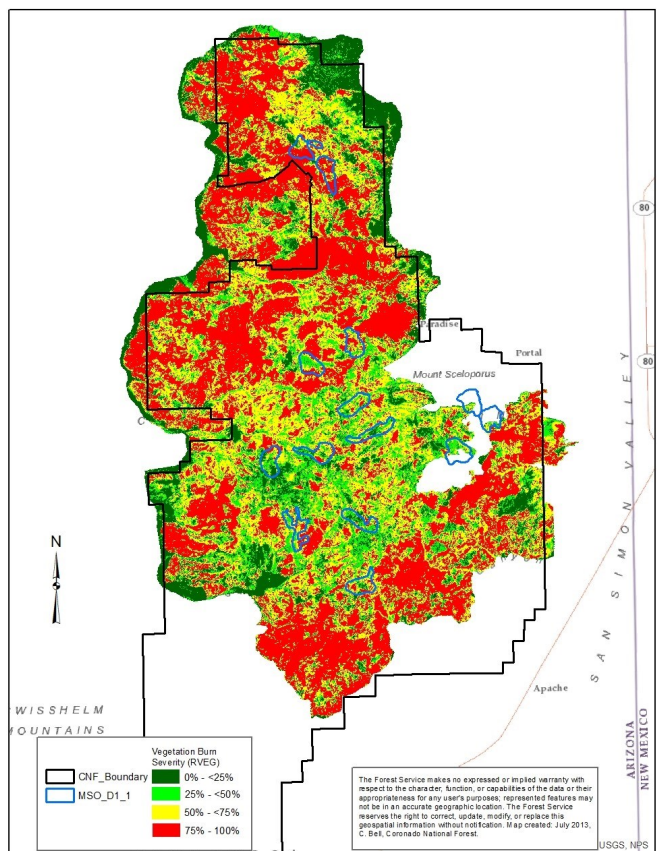 80
Paradise
Portal
80
Mount Sceloporus
C
SAN SIMON VALLEY
N
Apache
WISSHELM
MOUNTAINS
ARIZONA
NEW MEXICO
CNF_Boundary
MSO_D1_1
Vegetation Burn
Severity (RVEG)
0% - <25%
25% - <50%
50% - <75%
75% - 100%
The Forest Service makes no expressed or implied warranty with
respect to the character, function, or capabilities of the data or their
appropriateness for any user's purposes; represented features may
not be in an accurate geographic location. The Forest Service
reserves the right to correct, update, modify, or replace this
geospatial information without notification. Map created: July 2013,
C. Bell, Coronado National Forest.
USGS, NPS